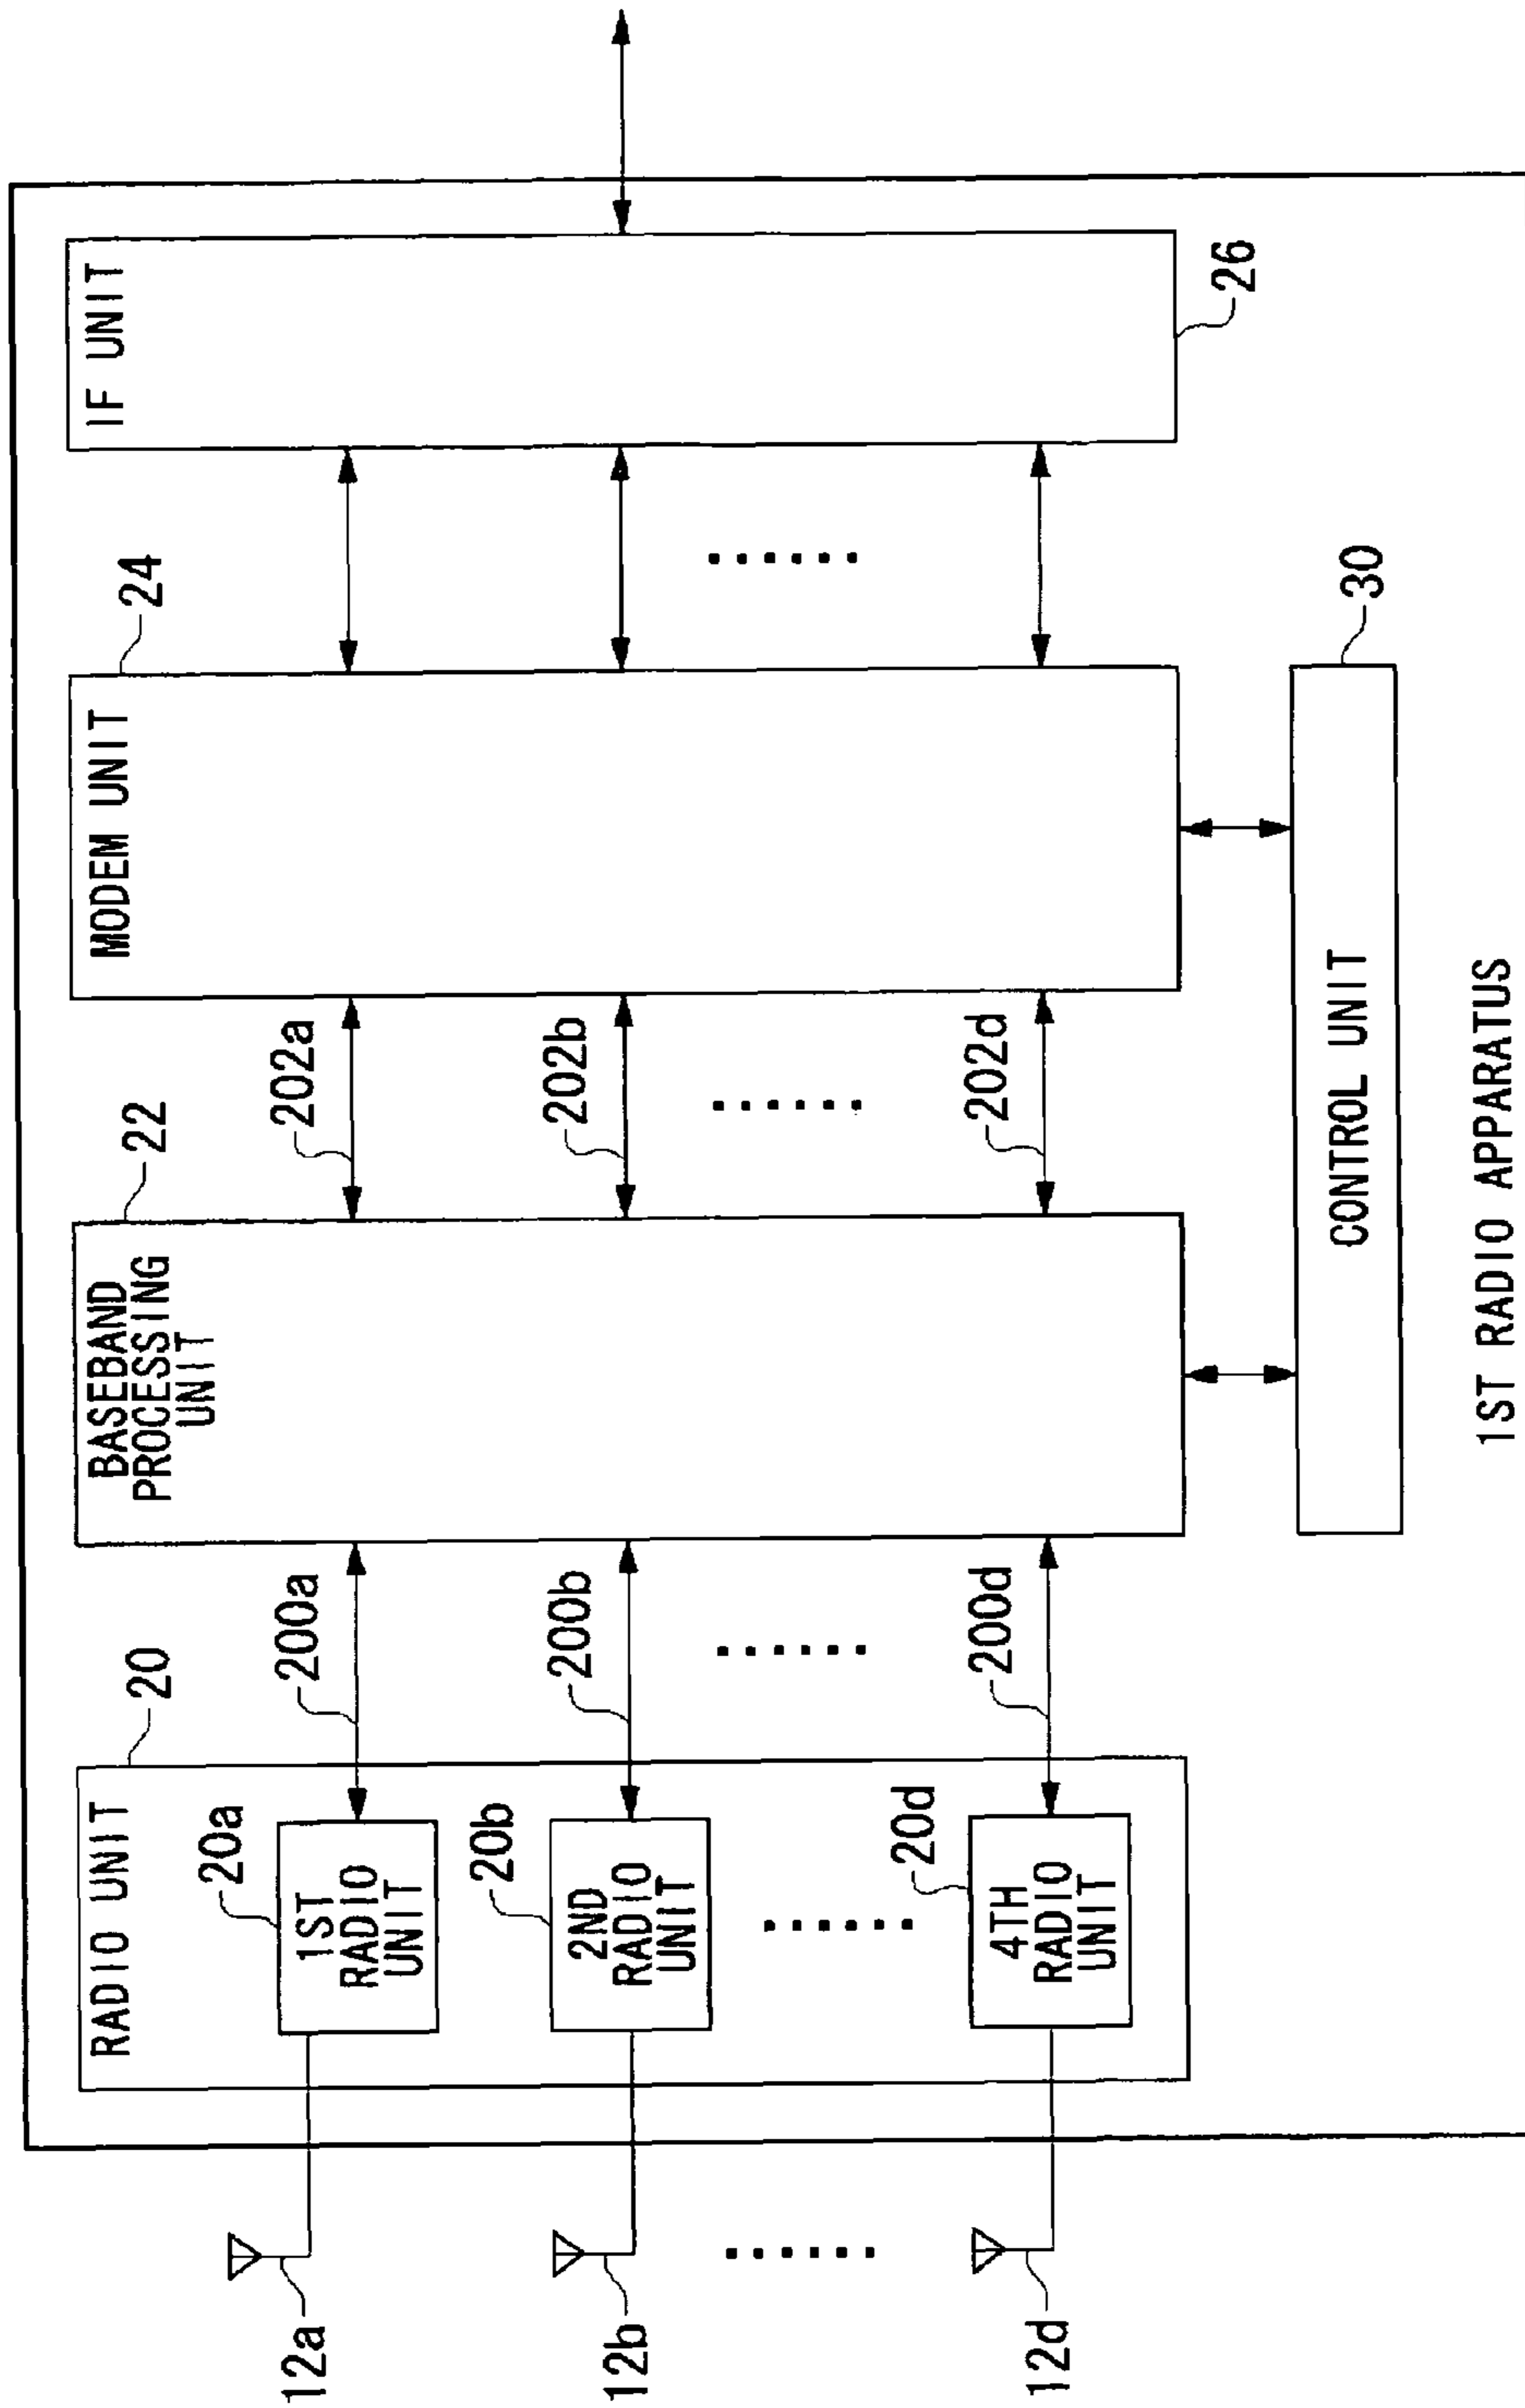 RADIO UNIT
20
BASEBAND
PROCESSING
UNIT
22
MODEM UNIT
24
IF UNIT
20a
200a
202a
12a
1ST
RADIO
UNIT
20b
200b
202b
12b
2ND
RADIO
UNIT
20d
200d
202d
12d
4TH
RADIO
UNIT
26
CONTROL UNIT
30
1ST RADIO APPARATUS